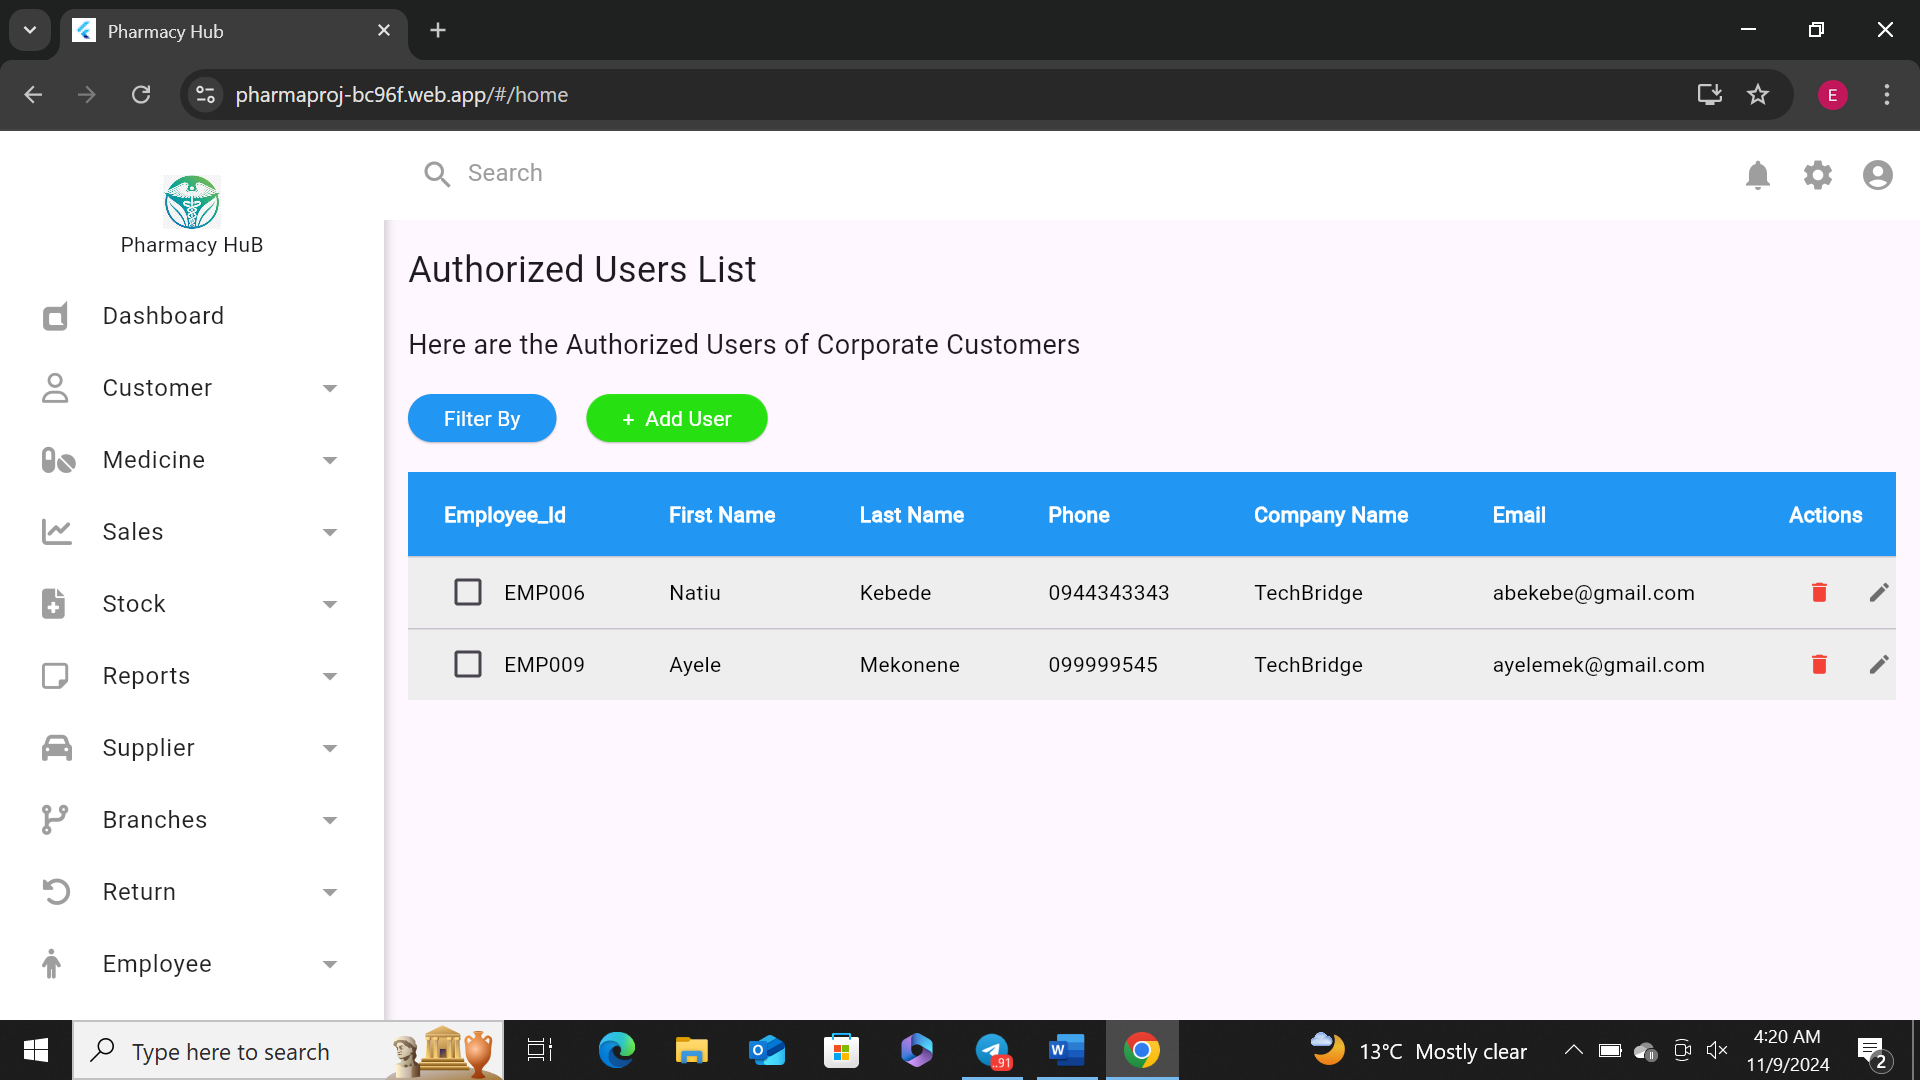 Pharmacy Hub
pharmaproj-bc96f.web.app/#/home
E
Pharmacy HuB
Search
Dashboard
Customer
Medicine
Sales
Stock
Reports
Supplier
Branches
Return
Employee
Authorized Users List
Here are the Authorized Users of Corporate Customers
Filter By
+ Add User
Employee_Id First Name Last Name Phone Company Name Email Actions
EMP006 Natiu Kebede 0944343343 TechBridge abekebe@gmail.com
EMP009 Ayele Mekonene 099999545 TechBridge ayelemek@gmail.com
Type here to search
..91
13°C Mostly clear
4:20 AM
11/9/2024
2